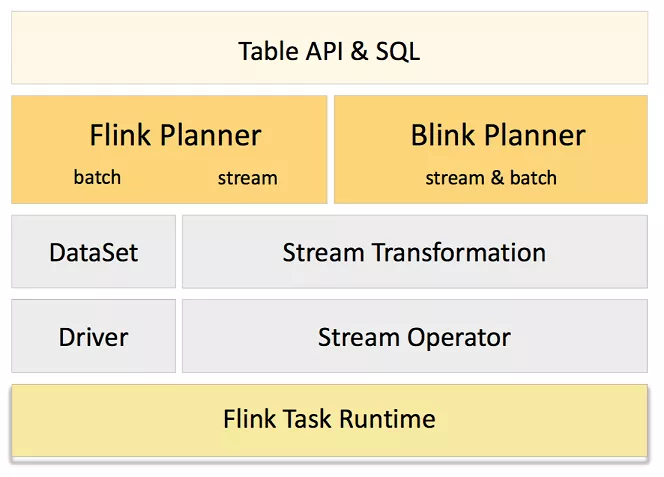 Table API & SQL
Flink Planner
batch stream
Blink Planner
stream & batch
DataSet
Stream Transformation
Driver
Stream Operator
Flink Task Runtime